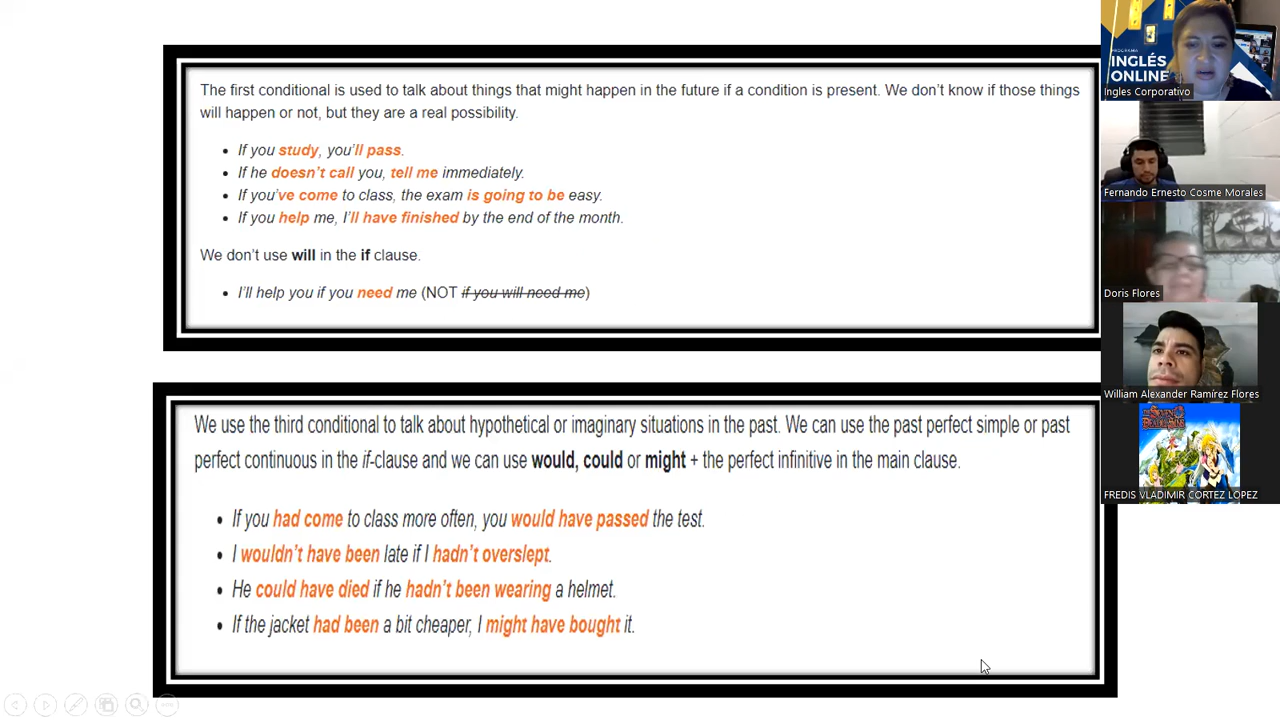 The first conditional is used to talk about things that might happen in the future if a condition is present. We don't know if those things
will happen or not, but they are a real possibility.
• If you study, you'll pass.
• If he doesn't call you, tell me immediately.
• If you've come to class, the exam is going to be easy.
• If you help me, I'll have finished by the end of the month.
We don't use will in the if clause.
• I'll help you if you need me (NOT if you will need me)
We use the third conditional to talk about hypothetical or imaginary situations in the past. We can use the past perfect simple or past
perfect continuous in the if-clause and we can use would, could or might + the perfect infinitive in the main clause.
• If you had come to class more often, you would have passed the test.
• I wouldn't have been late if I hadn't overslept.
• He could have died if he hadn't been wearing a helmet.
• If the jacket had been a bit cheaper, I might have bought it.
PROGRAMA
INGLÉS
ONLINE
Ingles Corporativo
Fernando Ernesto Cosme Morales
Doris Flores
William Alexander Ramírez Flores
FREDIS VLADIMIR CORTEZ LOPEZ